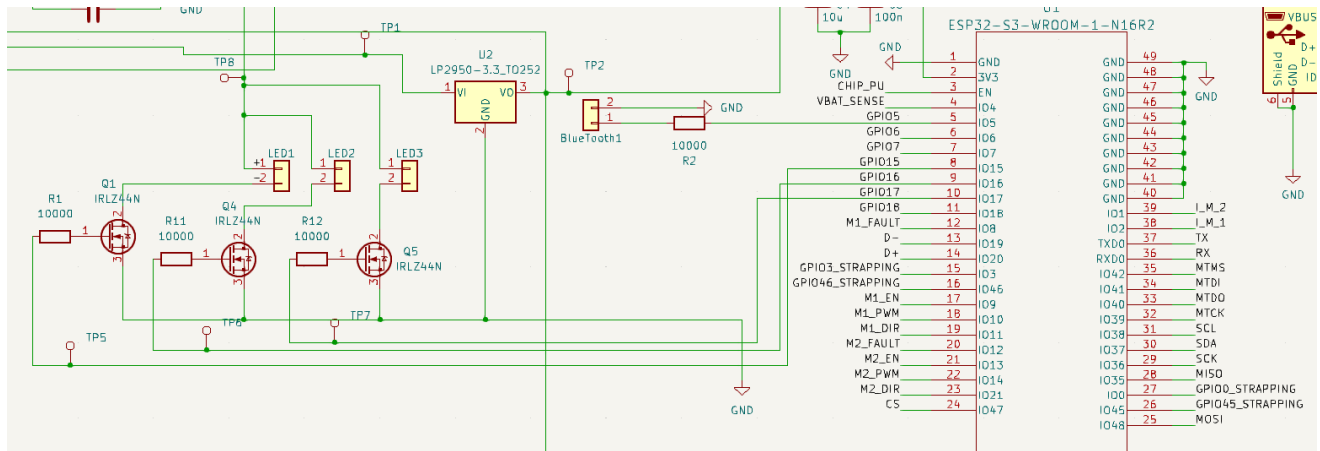 GND
10u
100n
GND
U1
ESP32-S3-WROOM-1-N16R2
VBUS
D+
D-
ID
Shield
GND
6
5
GND
TP1
TP8
U2
LP2950-3.3_TO252
1
VI
VO
3
GND
2
TP2
2
1
BlueTooth1
GND
10000
R2
LED1
+1
-2
LED2
1
2
LED3
1
2
R1
10000
1
Q1
IRLZ44N
2
3
R11
10000
1
Q4
IRLZ44N
2
3
R12
10000
1
Q5
IRLZ44N
2
3
TP5
TP6
TP7
GND
GND
1 GND
2 3V3
CHIP_PU 3 EN
VBAT_SENSE 4 IO4
GPIO5 5 IO5
GPIO6 6 IO6
GPIO7 7 IO7
GPIO15 8 IO15
GPIO16 9 IO16
GPIO17 10 IO17
GPIO18 11 IO18
M1_FAULT 12 IO8
D- 13 IO19
D+ 14 IO20
GPIO3_STRAPPING 15 IO3
GPIO46_STRAPPING 16 IO46
M1_EN 17 IO9
M1_PWM 18 IO10
M1_DIR 19 IO11
M2_FAULT 20 IO12
M2_EN 21 IO13
M2_PWM 22 IO14
M2_DIR 23 IO21
CS 24 IO47
GND 49
GND 48
GND 47
GND 46
GND 45
GND 44
GND 43
GND 42
GND 41
GND 40
IO1 39 I_M_2
IO2 38 I_M_1
TXD0 37 TX
RXD0 36 RX
IO42 35 MTMS
IO41 34 MTDI
IO40 33 MTDO
IO39 32 MTCK
IO38 31 SCL
IO37 30 SDA
IO36 29 SCK
IO35 28 MISO
IO0 27 GPIO0_STRAPPING
IO45 26 GPIO45_STRAPPING
IO48 25 MOSI
GND